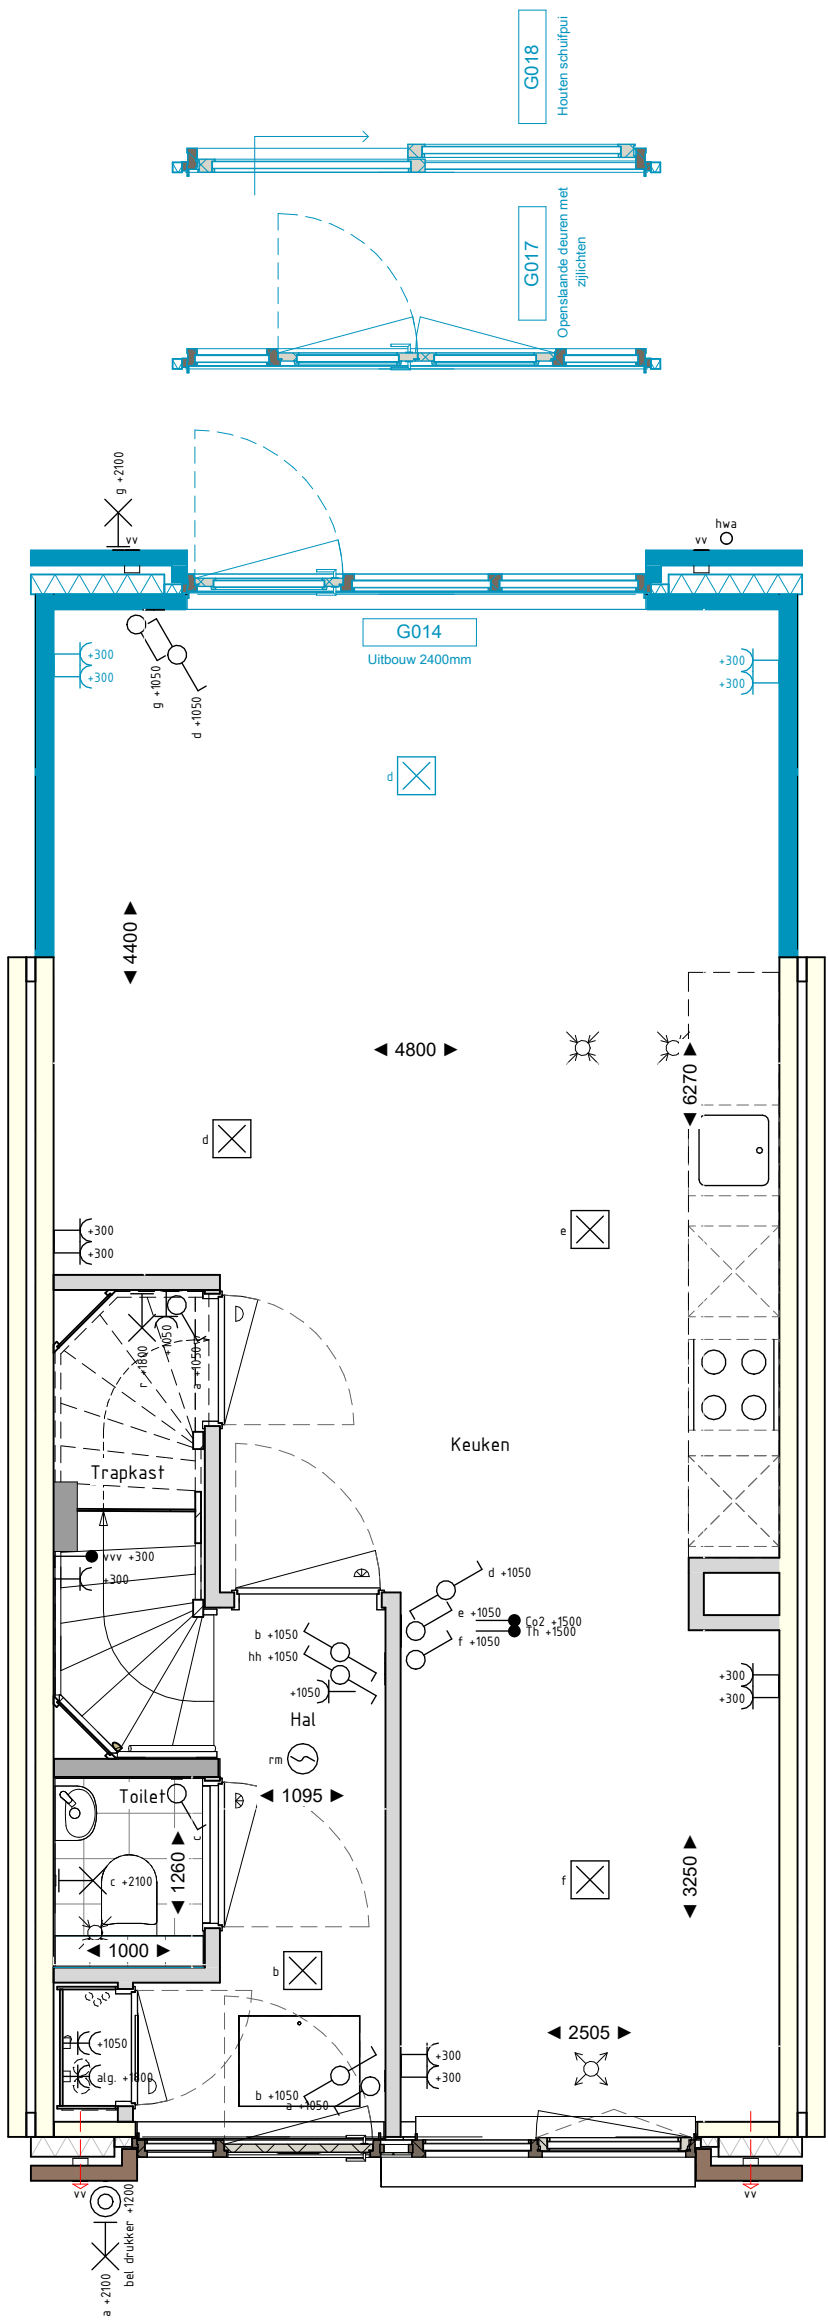 G018
Houten schuifpui
G017
Openslaande deuren met
zijlichten
g +2100
vv
vv
hwa
G014
Uitbouw 2400mm
+300
+300
+300
+300
g +1050
d +1050
d
4400
4800
6270
d
e
+300
+300
r +1800
+1050
a +1050
Keuken
Trapkast
vvv +300
+300
d +1050
e +1050
Co2 +1500
f +1050
Th +1500
b +1050
hh +1050
+1050
Hal
+300
+300
rm
Toilet
1095
c
c +2100
1260
f
3250
1000
b
+1050
alg. +1800
2505
+300
+300
b +1050
a +1050
vv
vv
bel drukker +1200
a +2100